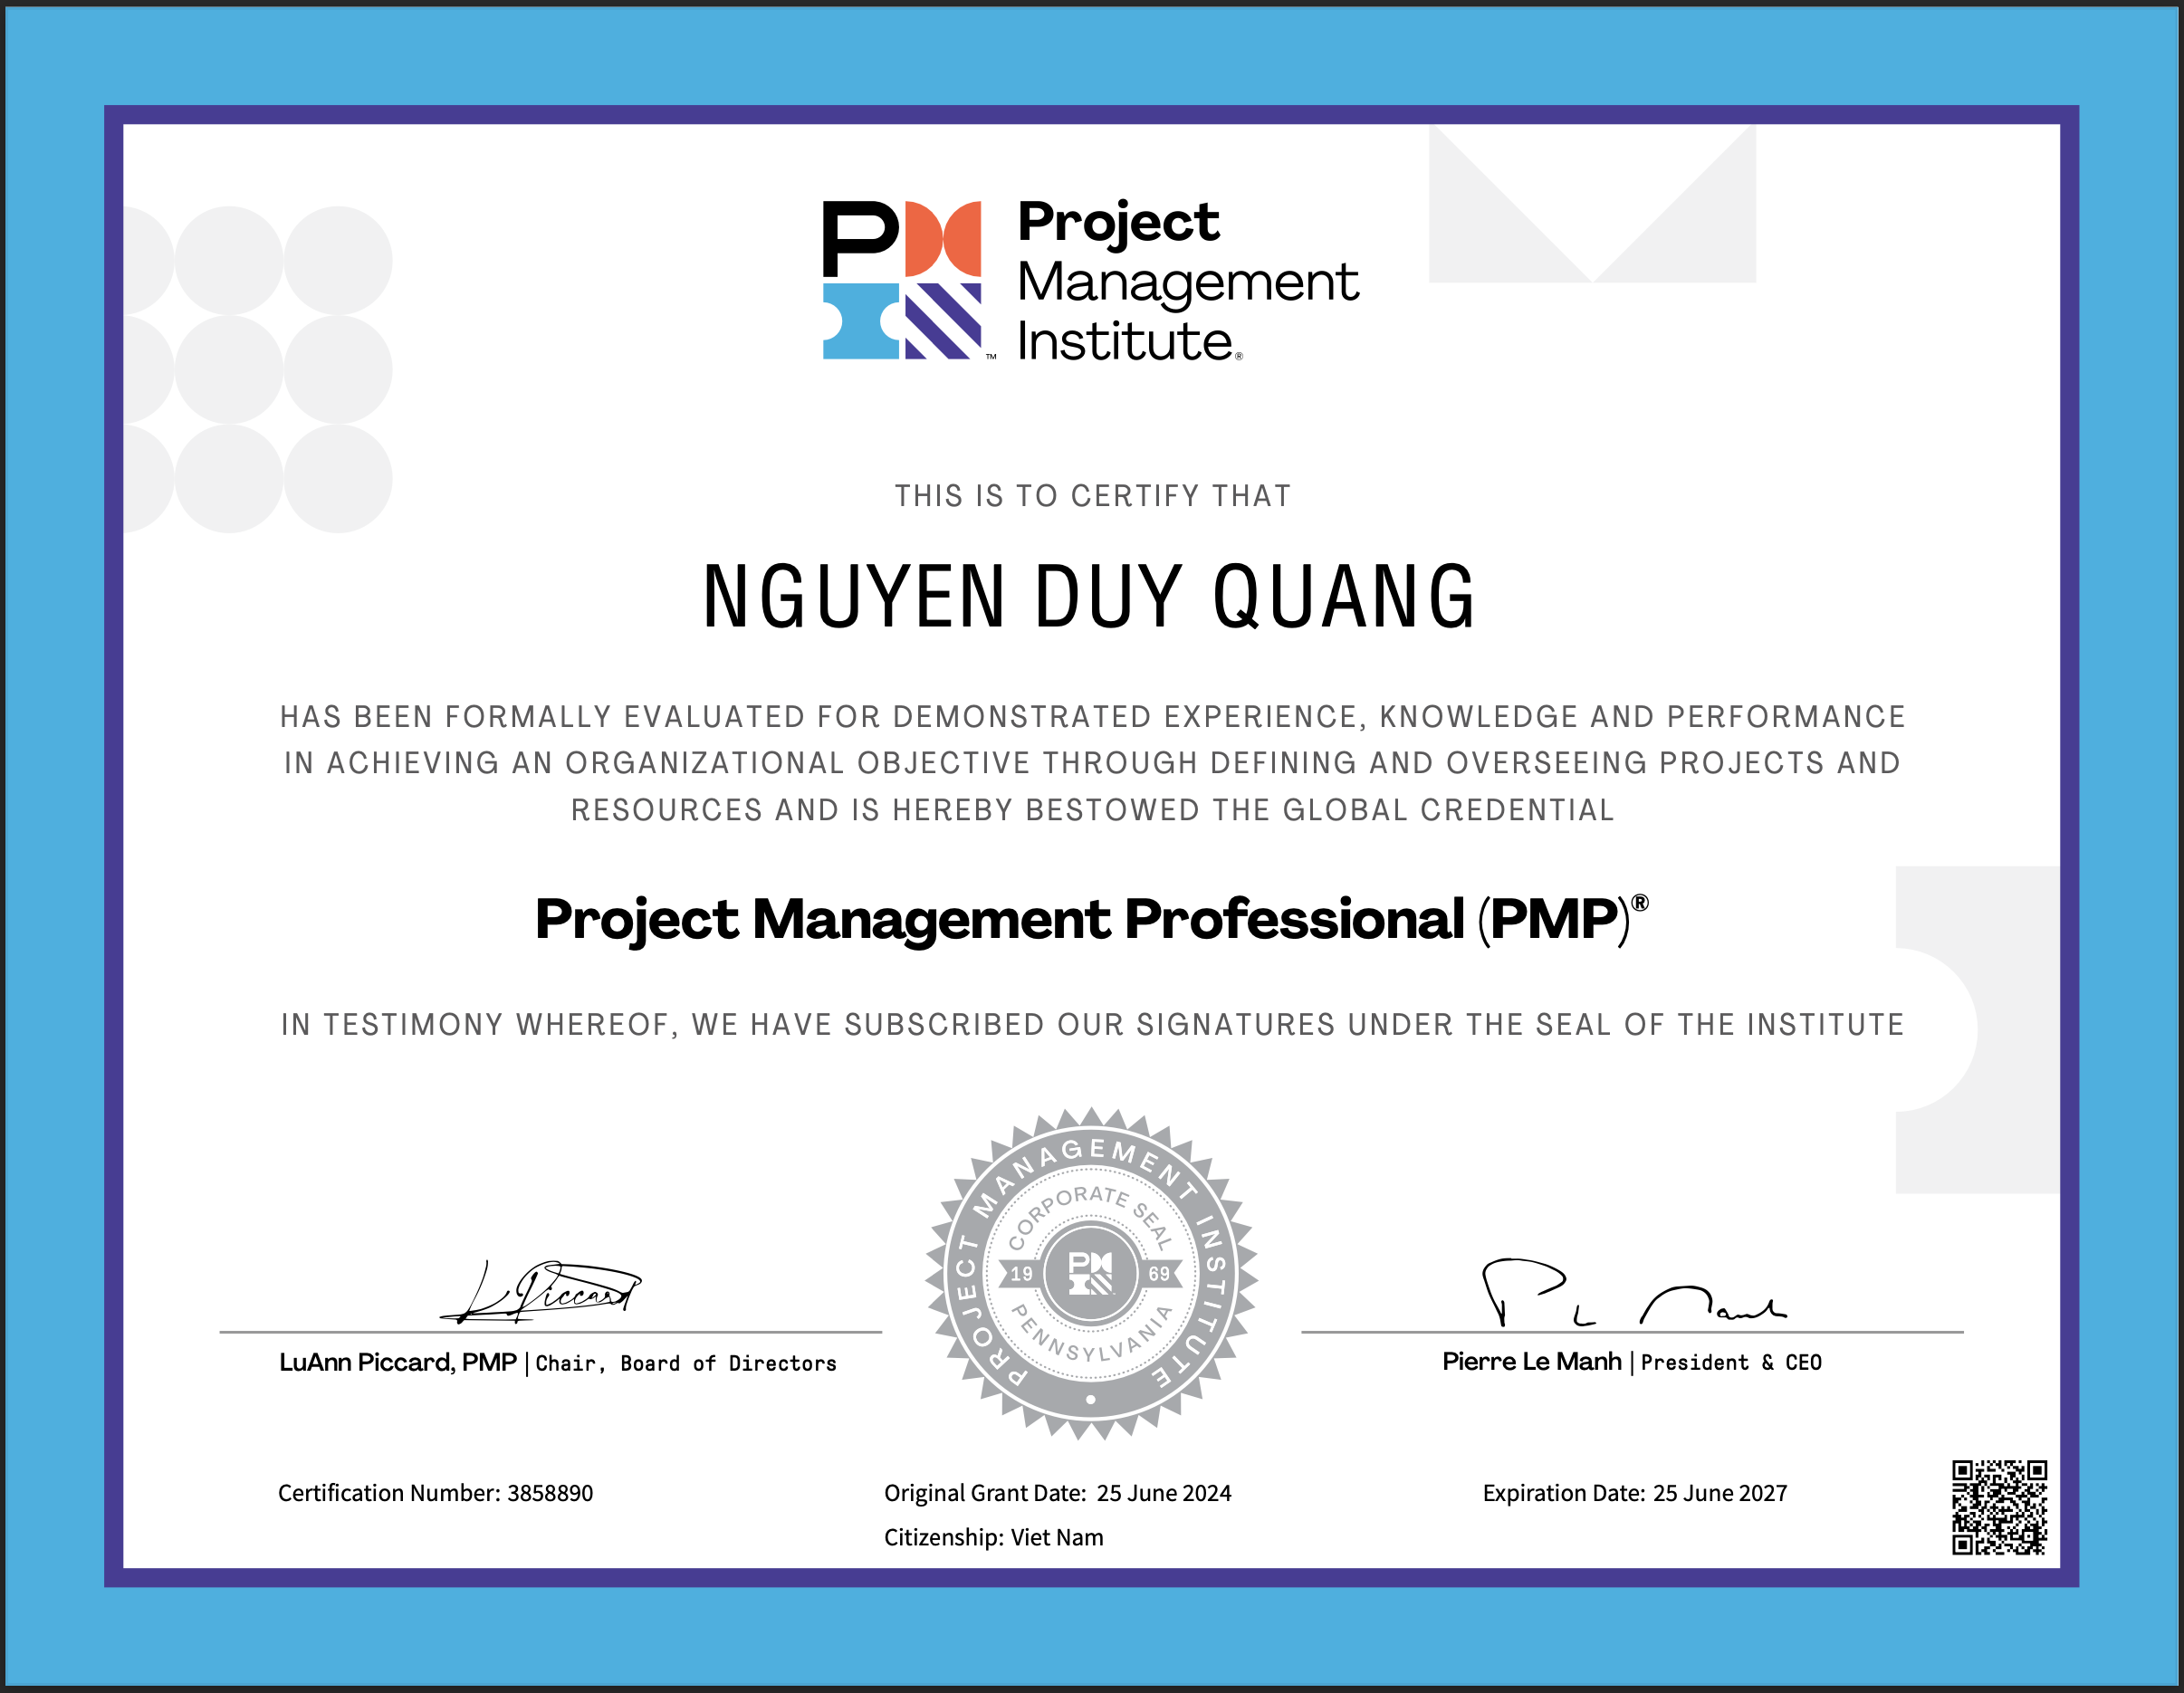 Project
Management
Institute®
™
THIS IS TO CERTIFY THAT
NGUYEN DUY QUANG
HAS BEEN FORMALLY EVALUATED FOR DEMONSTRATED EXPERIENCE, KNOWLEDGE AND PERFORMANCE
IN ACHIEVING AN ORGANIZATIONAL OBJECTIVE THROUGH DEFINING AND OVERSEEING PROJECTS AND
RESOURCES AND IS HEREBY BESTOWED THE GLOBAL CREDENTIAL
Project Management Professional (PMP)®
IN TESTIMONY WHEREOF, WE HAVE SUBSCRIBED OUR SIGNATURES UNDER THE SEAL OF THE INSTITUTE
PROJECT MANAGEMENT INSTITUTE
CORPORATE SEAL
19 69
PENNSYLVANIA
L Piccard
P Le Manh
LuAnn Piccard, PMP | Chair, Board of Directors
Pierre Le Manh | President & CEO
Certification Number: 3858890
Original Grant Date: 25 June 2024
Expiration Date: 25 June 2027
Citizenship: Viet Nam